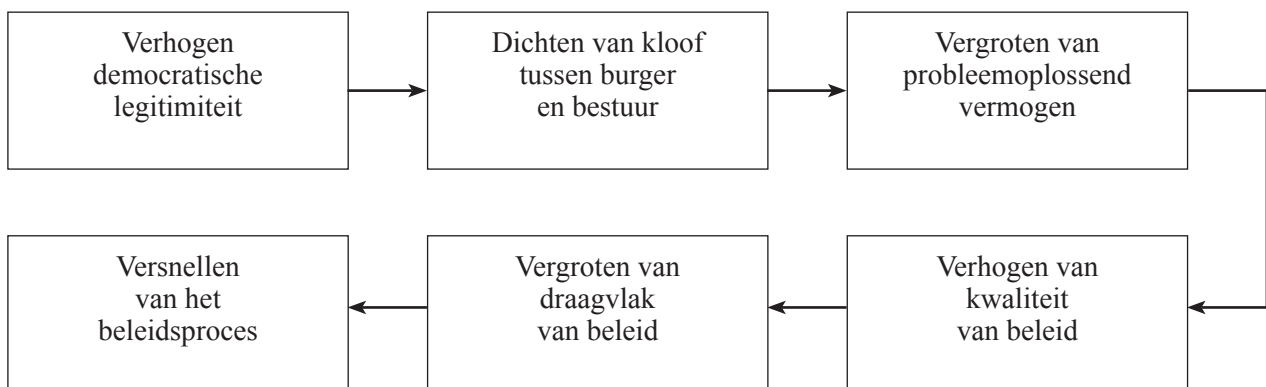 Verhogen
democratische
legitimiteit
Dichten van kloof
tussen burger
en bestuur
Vergroten van
probleemoplossend
vermogen
Verhogen van
kwaliteit
van beleid
Vergroten van
draagvlak
van beleid
Versnellen
van het
beleidsproces